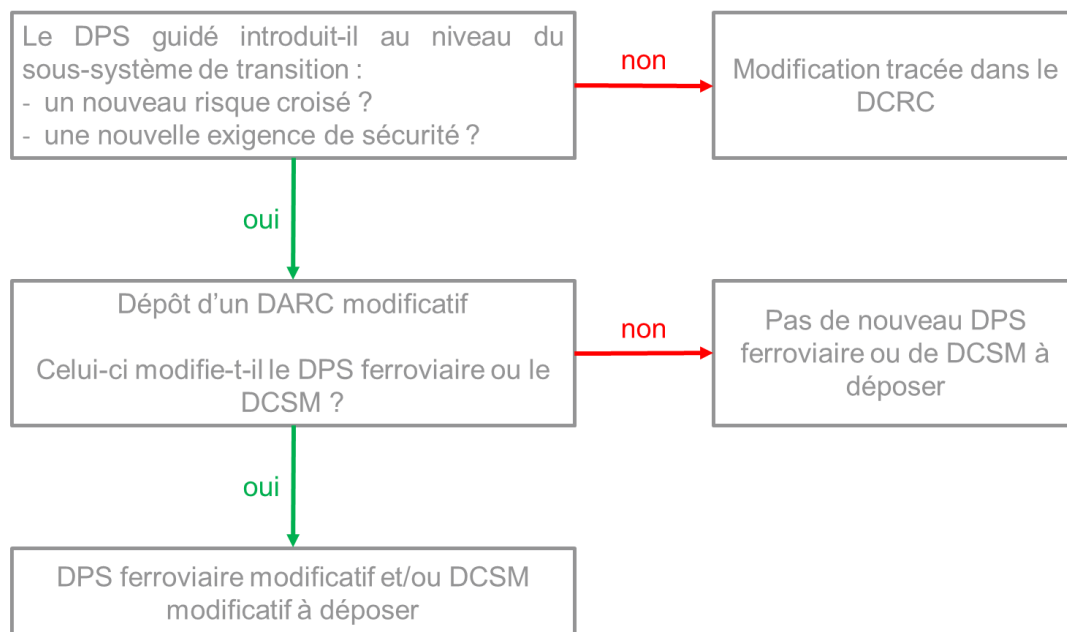 Le DPS guidé introduit-il au niveau du
sous-système de transition :
- un nouveau risque croisé ?
- une nouvelle exigence de sécurité ?
non
Modification tracée dans le
DCRC
oui
Dépôt d’un DARC modificatif
Celui-ci modifie-t-il le DPS ferroviaire ou le
DCSM ?
non
Pas de nouveau DPS
ferroviaire ou de DCSM à
déposer
oui
DPS ferroviaire modificatif et/ou DCSM
modificatif à déposer